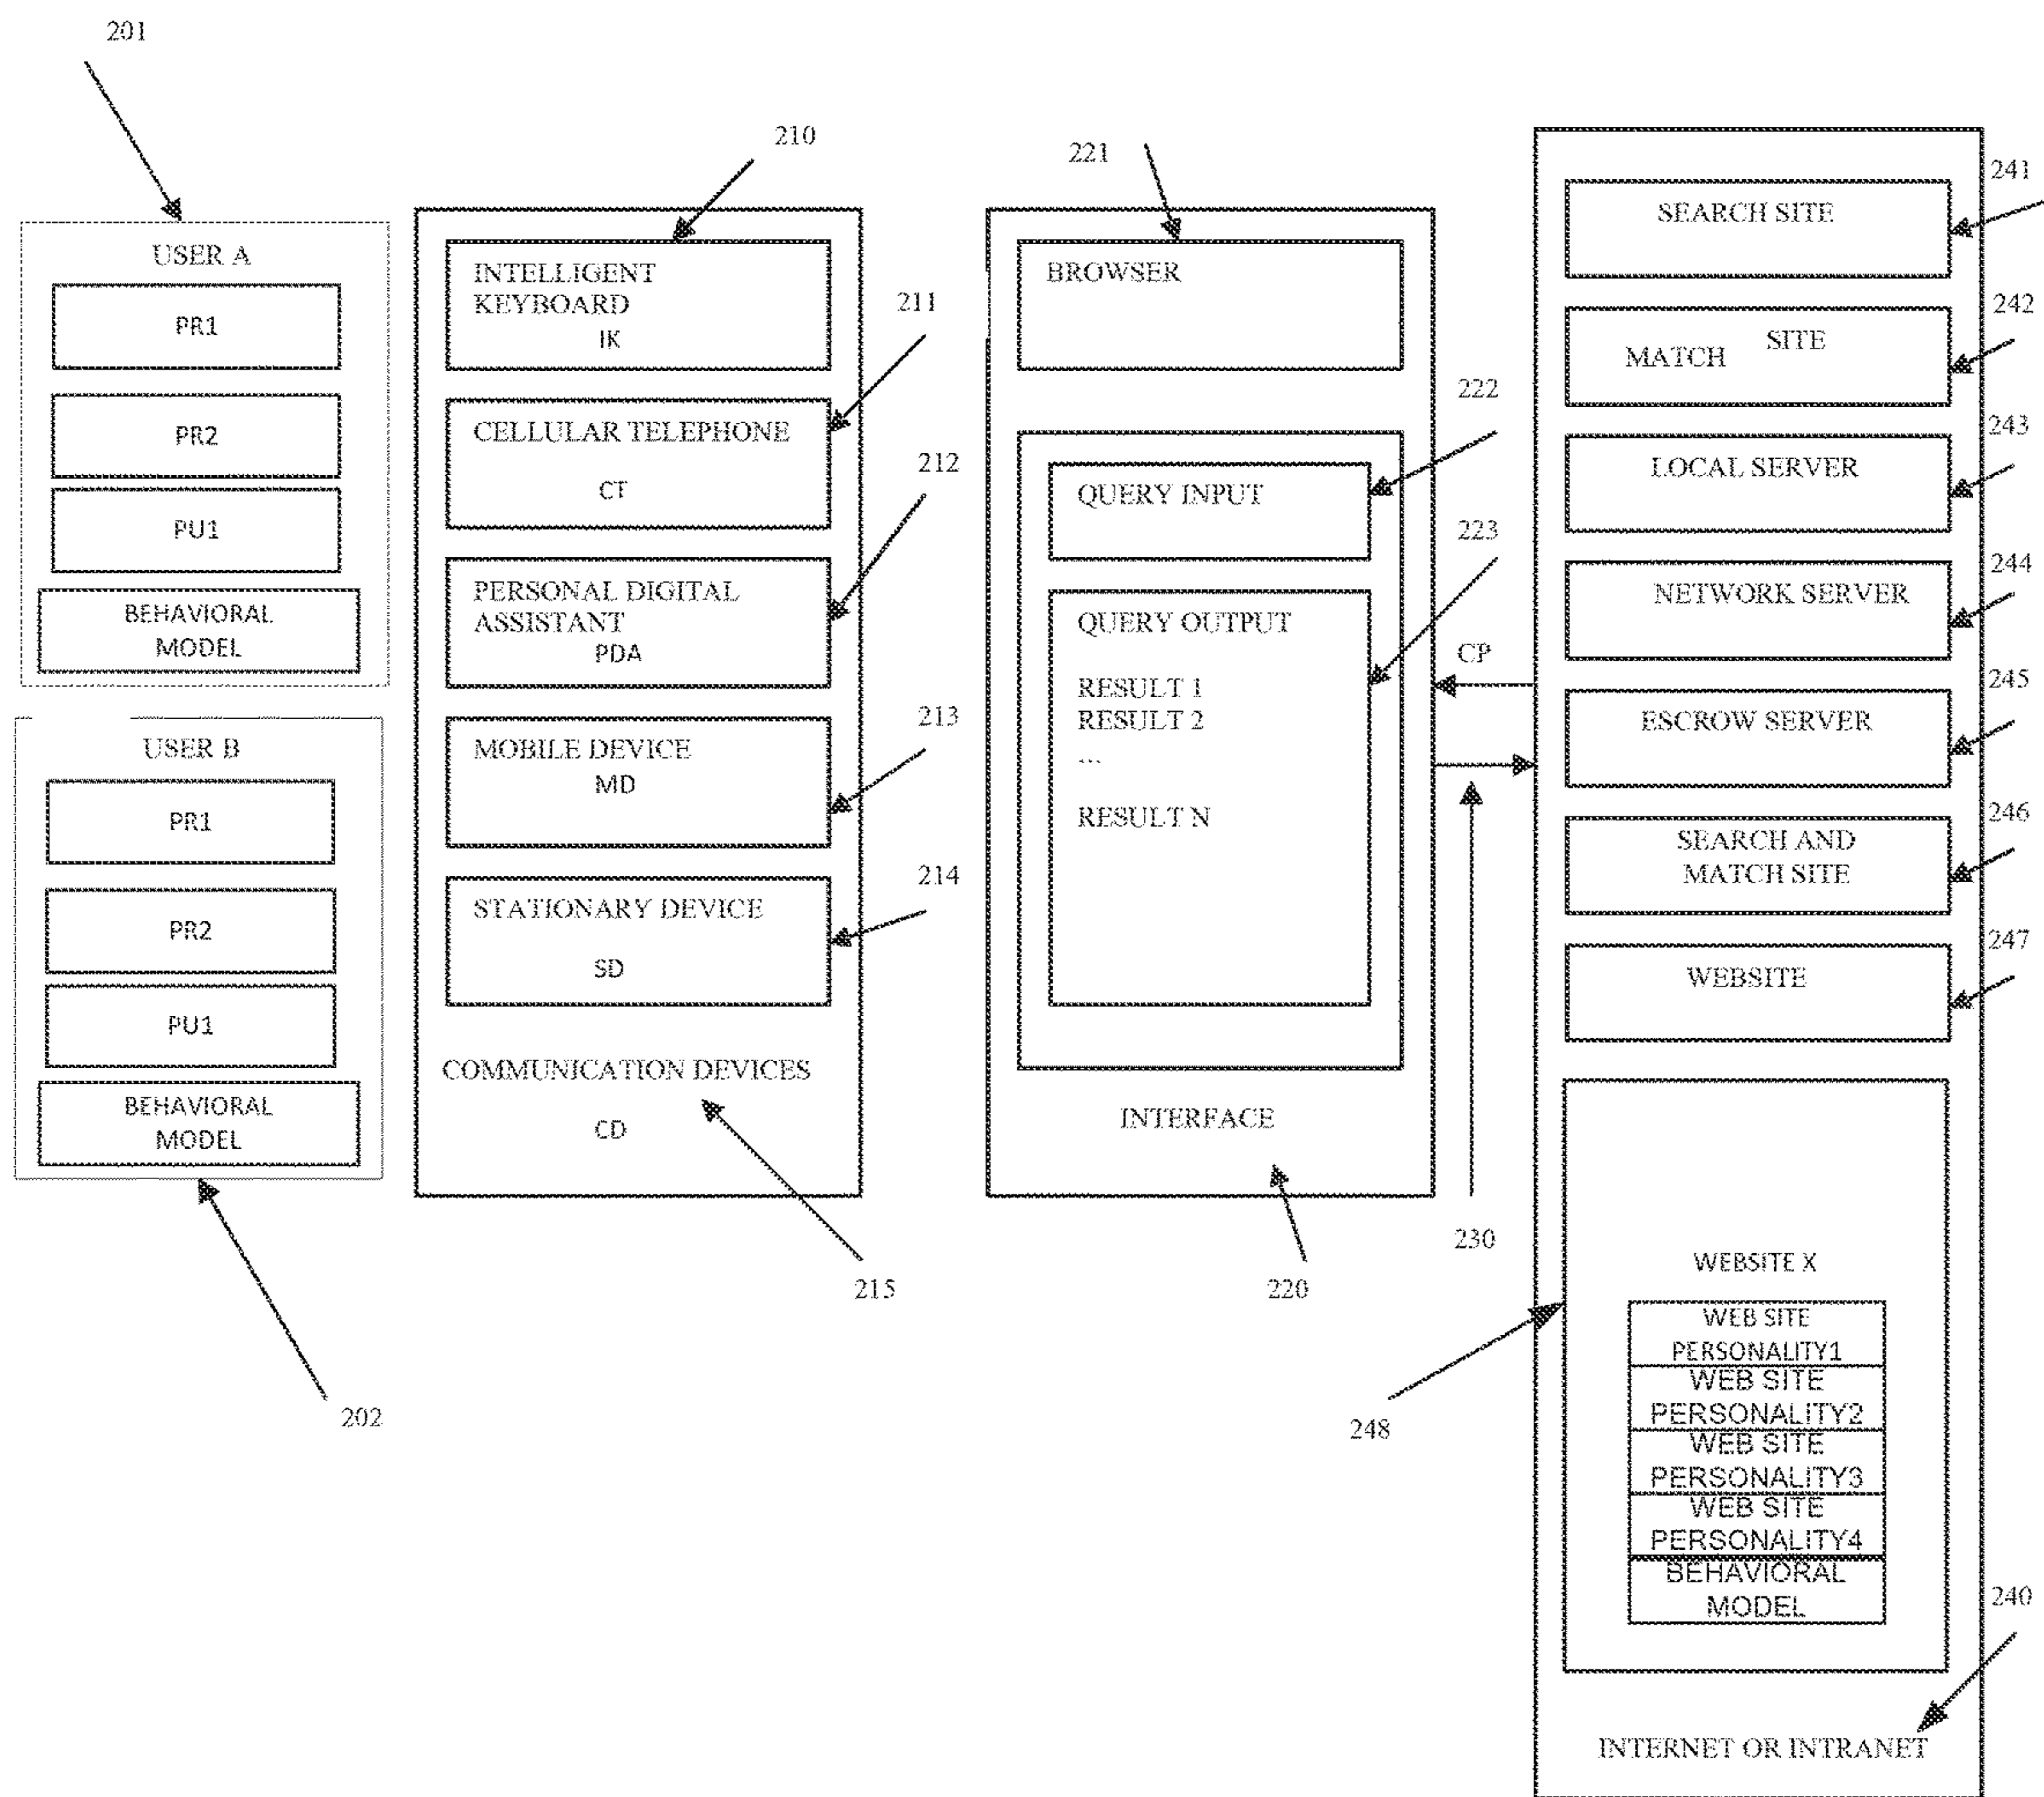 201
USER A
PR1
PR2
PU1
BEHAVIORAL
MODEL
USER B
PR1
PR2
PU1
BEHAVIORAL
MODEL
202
210
INTELLIGENT
KEYBOARD
IK
211
CELLULAR TELEPHONE
CT
212
PERSONAL DIGITAL
ASSISTANT
PDA
213
MOBILE DEVICE
MD
214
STATIONARY DEVICE
SD
COMMUNICATION DEVICES
CD
215
221
BROWSER
222
QUERY INPUT
223
QUERY OUTPUT
RESULT 1
RESULT 2
...
RESULT N
INTERFACE
220
CP
230
241
SEARCH SITE
242
MATCH SITE
243
LOCAL SERVER
244
NETWORK SERVER
245
ESCROW SERVER
246
SEARCH AND
MATCH SITE
247
WEBSITE
WEBSITE X
WEB SITE
PERSONALITY1
WEB SITE
PERSONALITY2
WEB SITE
PERSONALITY3
WEB SITE
PERSONALITY4
BEHAVIORAL
MODEL
248
240
INTERNET OR INTRANET